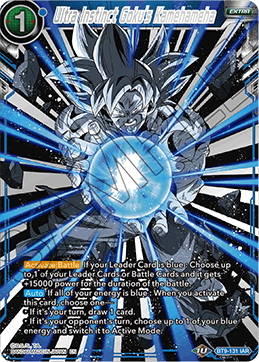 1
Ultra Instinct Goku's Kamehameha
EXTRA
Activate Battle If your Leader Card is blue: Choose up
to 1 of your Leader Cards or Battle Cards and it gets
+15000 power for the duration of the battle.
Auto If all of your energy is blue : When you activate
this card, choose one—
• If it's your turn, draw 1 card.
• If it's your opponent's turn, choose up to 1 of your blue
energy and switch it to Active Mode.
BT9-131 IAR